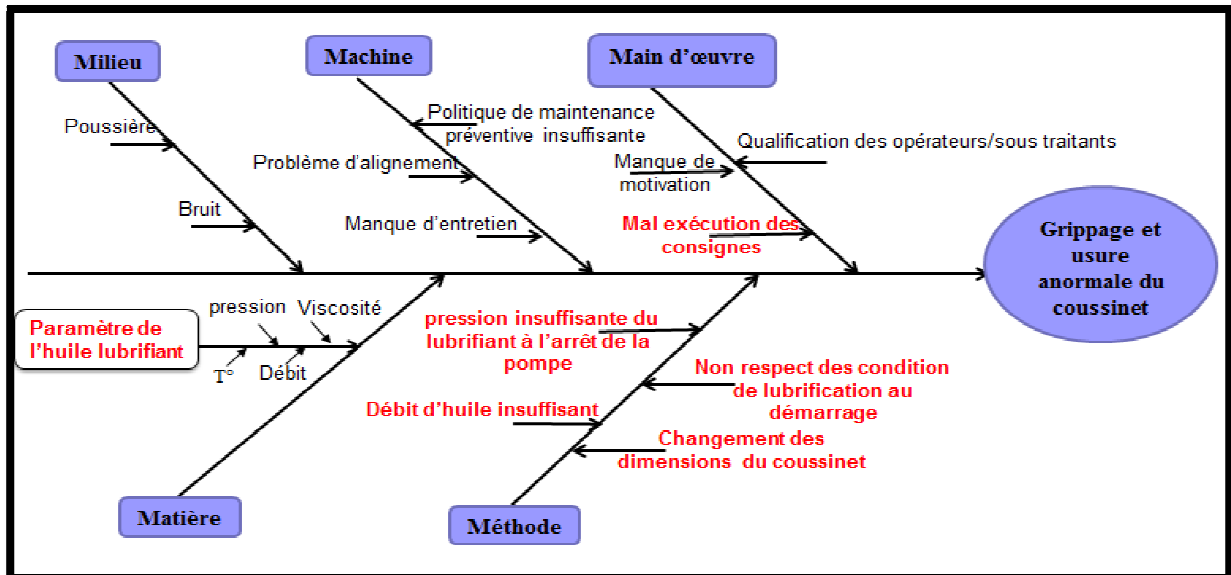 Milieu
Machine
Main d'œuvre
Poussière
Politique de maintenance
préventive insuffisante
Qualification des opérateurs/sous traitants
Problème d'alignement
Manque de
motivation
Bruit
Manque d'entretien
Mal exécution des
consignes
Grippage et
usure
anormale du
coussinet
Paramètre de
l'huile lubrifiant
pression
Viscosité
T°
Débit
pression insuffisante du
lubrifiant à l'arrêt de la
pompe
Non respect des condition
de lubrification au
démarrage
Débit d'huile insuffisant
Changement des
dimensions du coussinet
Matière
Méthode